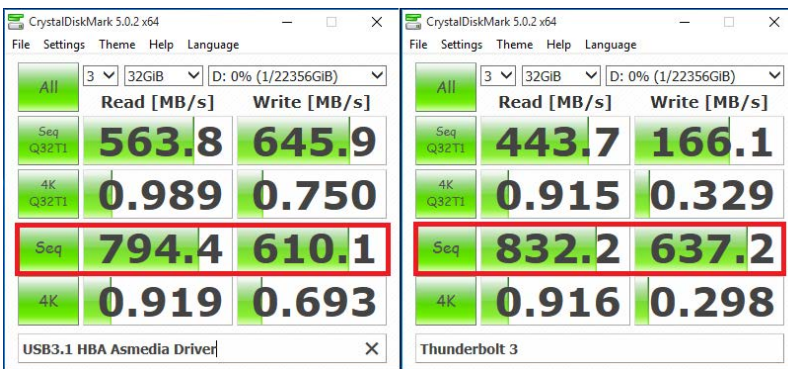 CrystalDiskMark 5.0.2 x64
File Settings Theme Help Language
All 3 32GiB D: 0% (1/22356GiB)
Read [MB/s] Write [MB/s]
Seq
Q32T1 563.8 645.9
4K
Q32T1 0.989 0.750
Seq 794.4 610.1
4K 0.919 0.693
USB3.1 HBA Asmedia Driver
CrystalDiskMark 5.0.2 x64
File Settings Theme Help Language
All 3 32GiB D: 0% (1/22356GiB)
Read [MB/s] Write [MB/s]
Seq
Q32T1 443.7 166.1
4K
Q32T1 0.915 0.329
Seq 832.2 637.2
4K 0.916 0.298
Thunderbolt 3